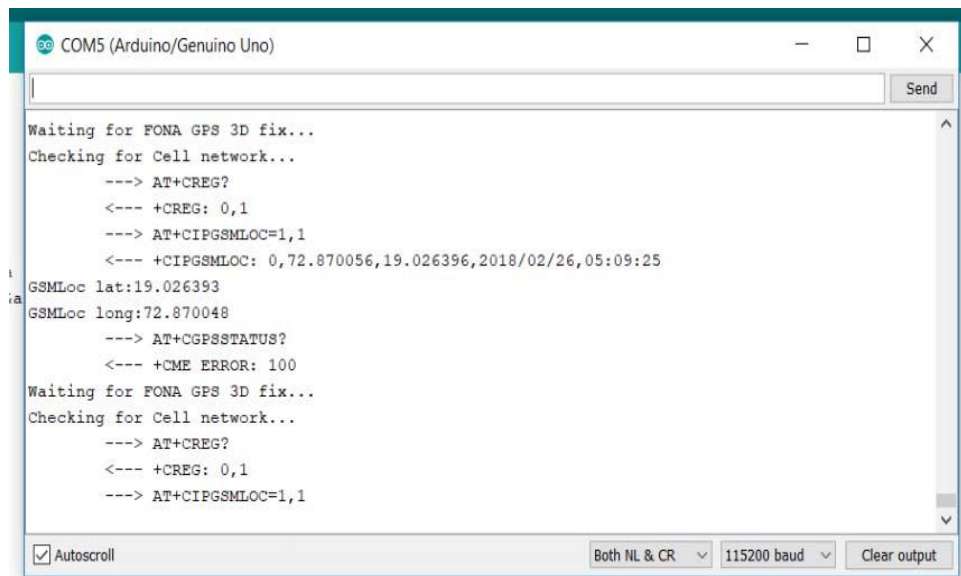 COM5 (Arduino/Genuino Uno)
Send
Waiting for FONA GPS 3D fix...
Checking for Cell network...
---> AT+CREG?
<--- +CREG: 0,1
---> AT+CIPGSMLOC=1,1
<--- +CIPGSMLOC: 0,72.870056,19.026396,2018/02/26,05:09:25
GSMLoc lat:19.026393
GSMLoc long:72.870048
---> AT+CGPSSTATUS?
<--- +CME ERROR: 100
Waiting for FONA GPS 3D fix...
Checking for Cell network...
---> AT+CREG?
<--- +CREG: 0,1
---> AT+CIPGSMLOC=1,1
Autoscroll Both NL & CR 115200 baud Clear output